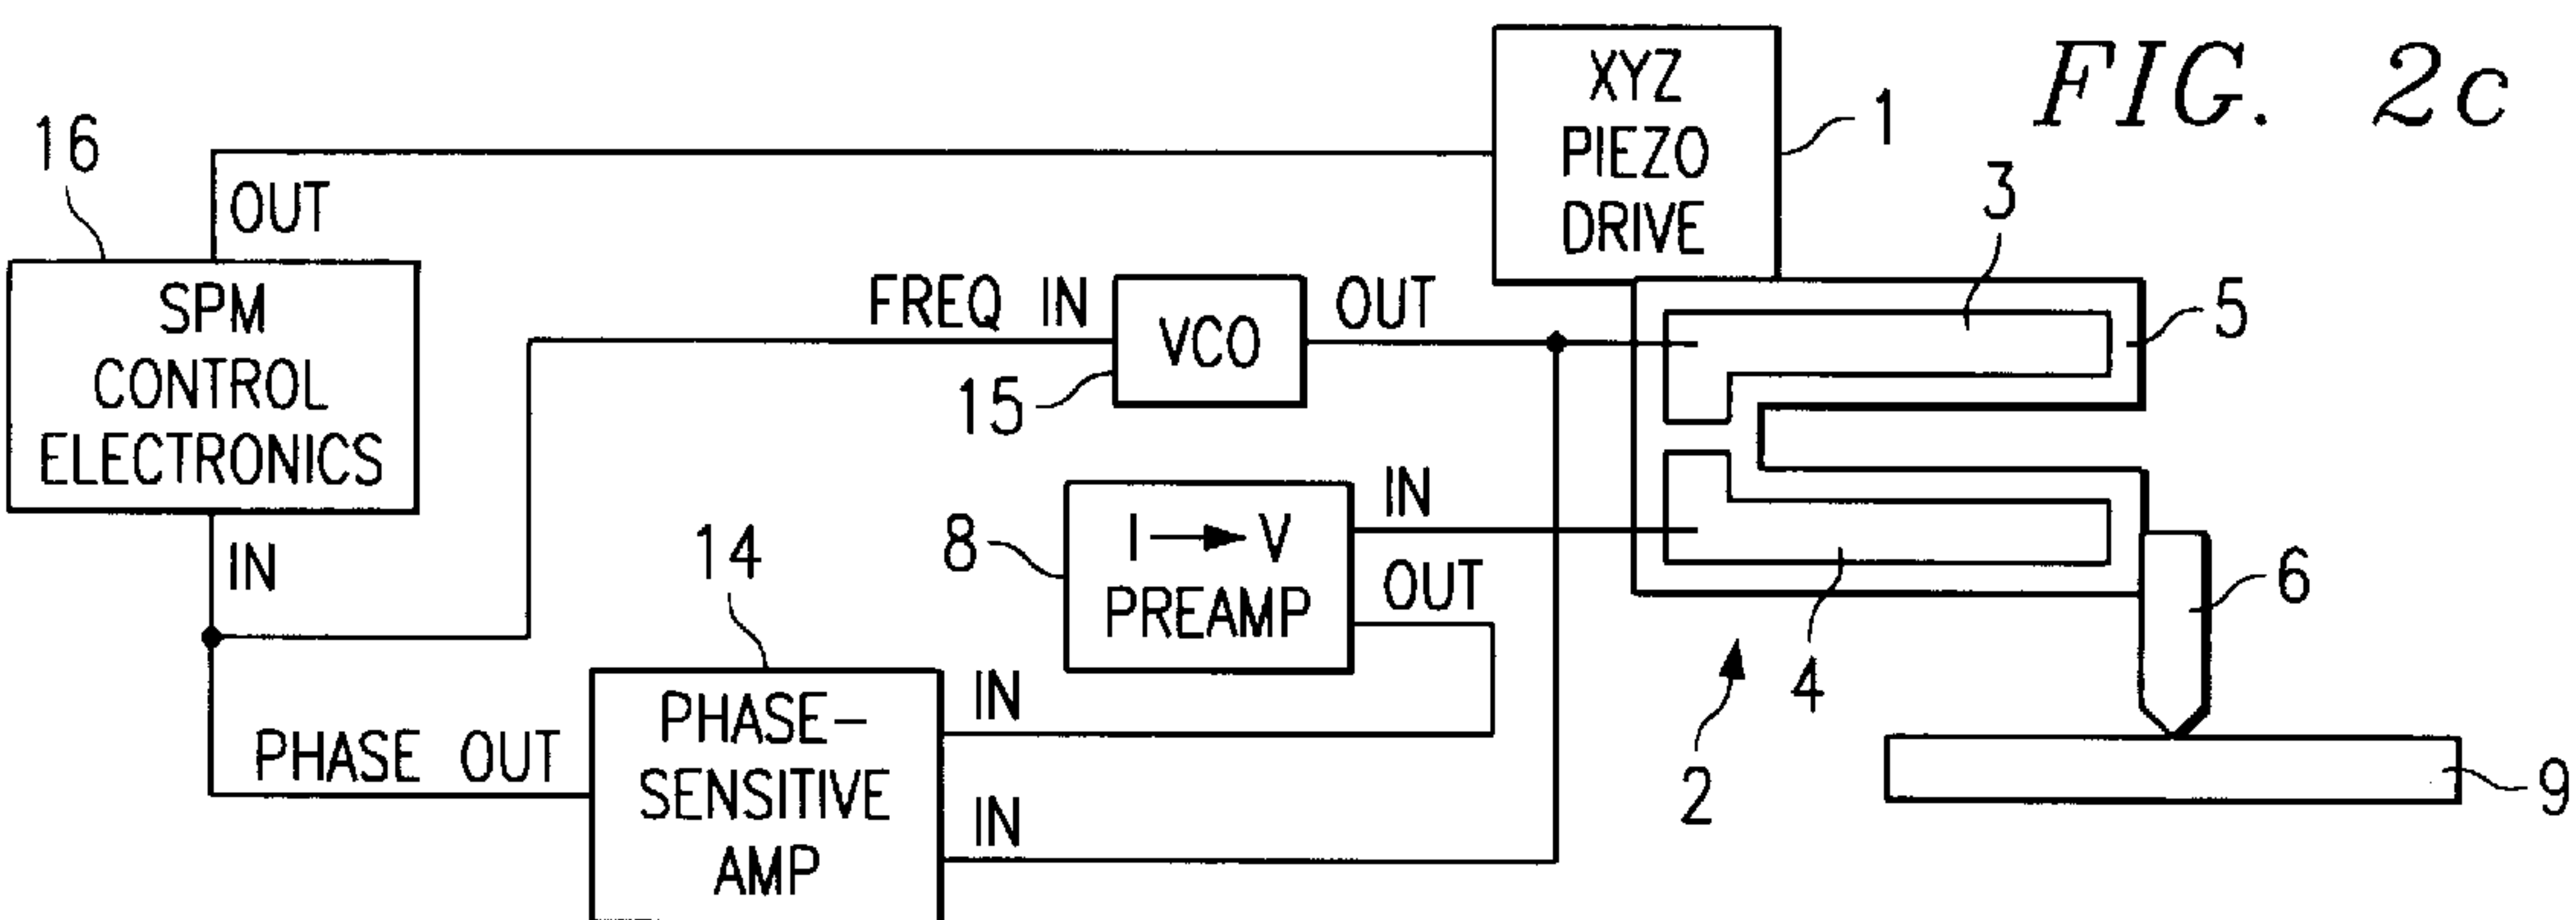 FIG. 2c
XYZ
PIEZO
DRIVE
1
16
OUT
3
SPM
CONTROL
ELECTRONICS
FREQ IN
VCO
OUT
5
15
IN
8
I → V
PREAMP
IN
OUT
14
6
4
2
PHASE OUT
PHASE-
SENSITIVE
AMP
IN
IN
9